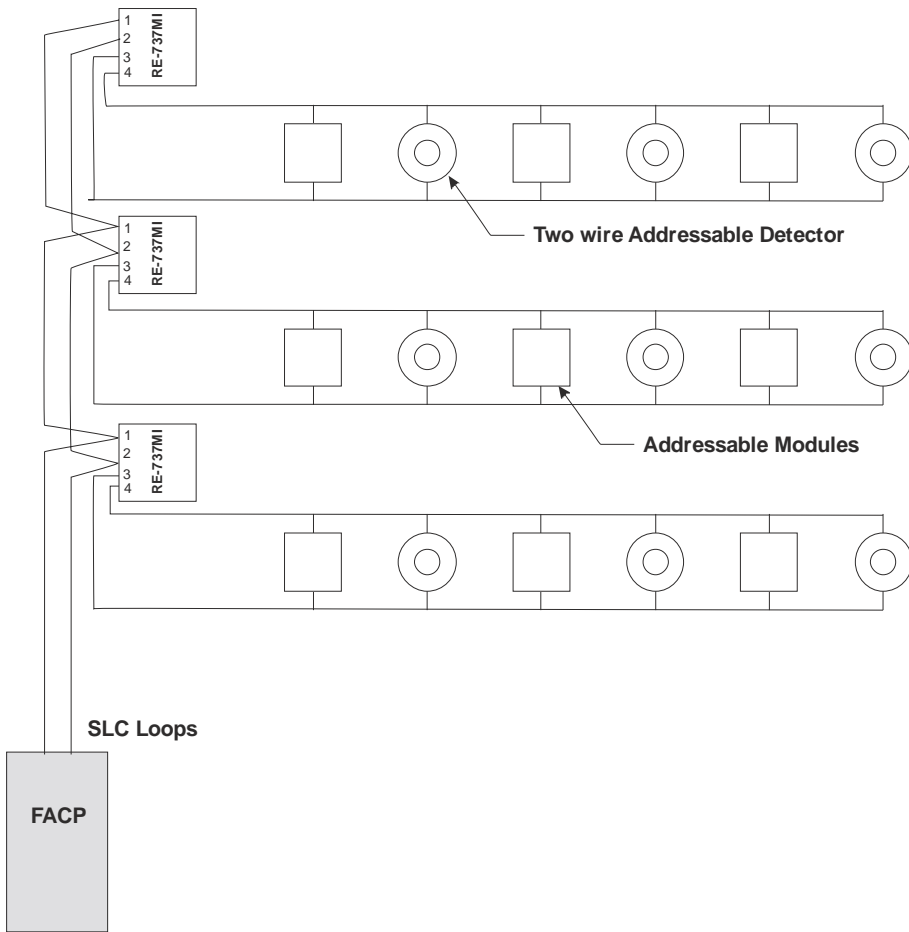 1
2
3
4
RE-737MI
Two wire Addressable Detector
1
2
3
4
RE-737MI
Addressable Modules
1
2
3
4
RE-737MI
SLC Loops
FACP